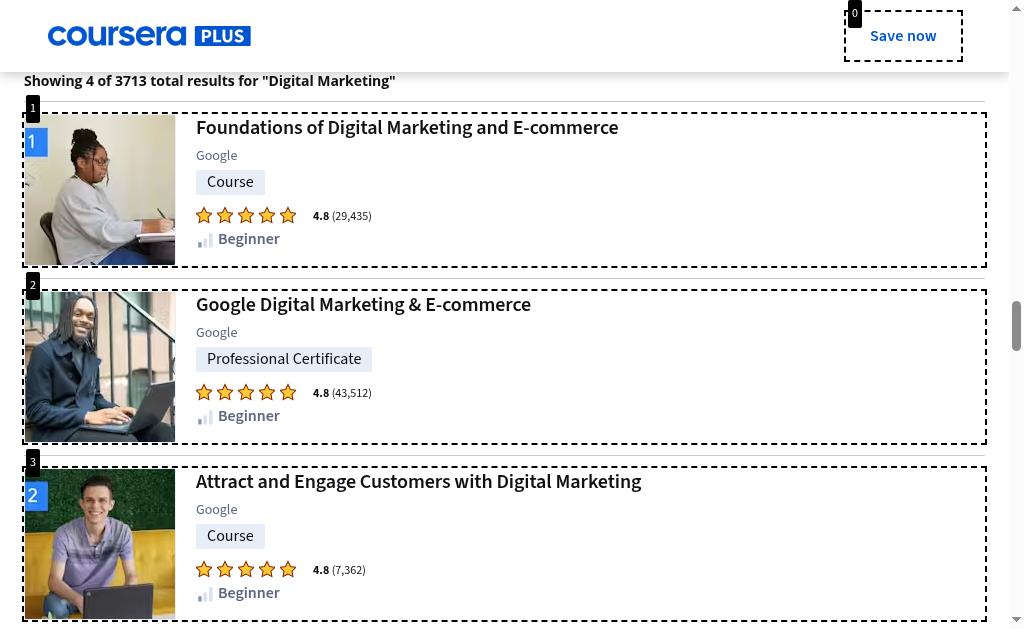 coursera PLUS
0
Save now
Showing 4 of 3713 total results for "Digital Marketing"
1
1
Foundations of Digital Marketing and E-commerce
Google
Course
4.8 (29,435)
Beginner
2
Google Digital Marketing & E-commerce
Google
Professional Certificate
4.8 (43,512)
Beginner
3
2
Attract and Engage Customers with Digital Marketing
Google
Course
4.8 (7,362)
Beginner